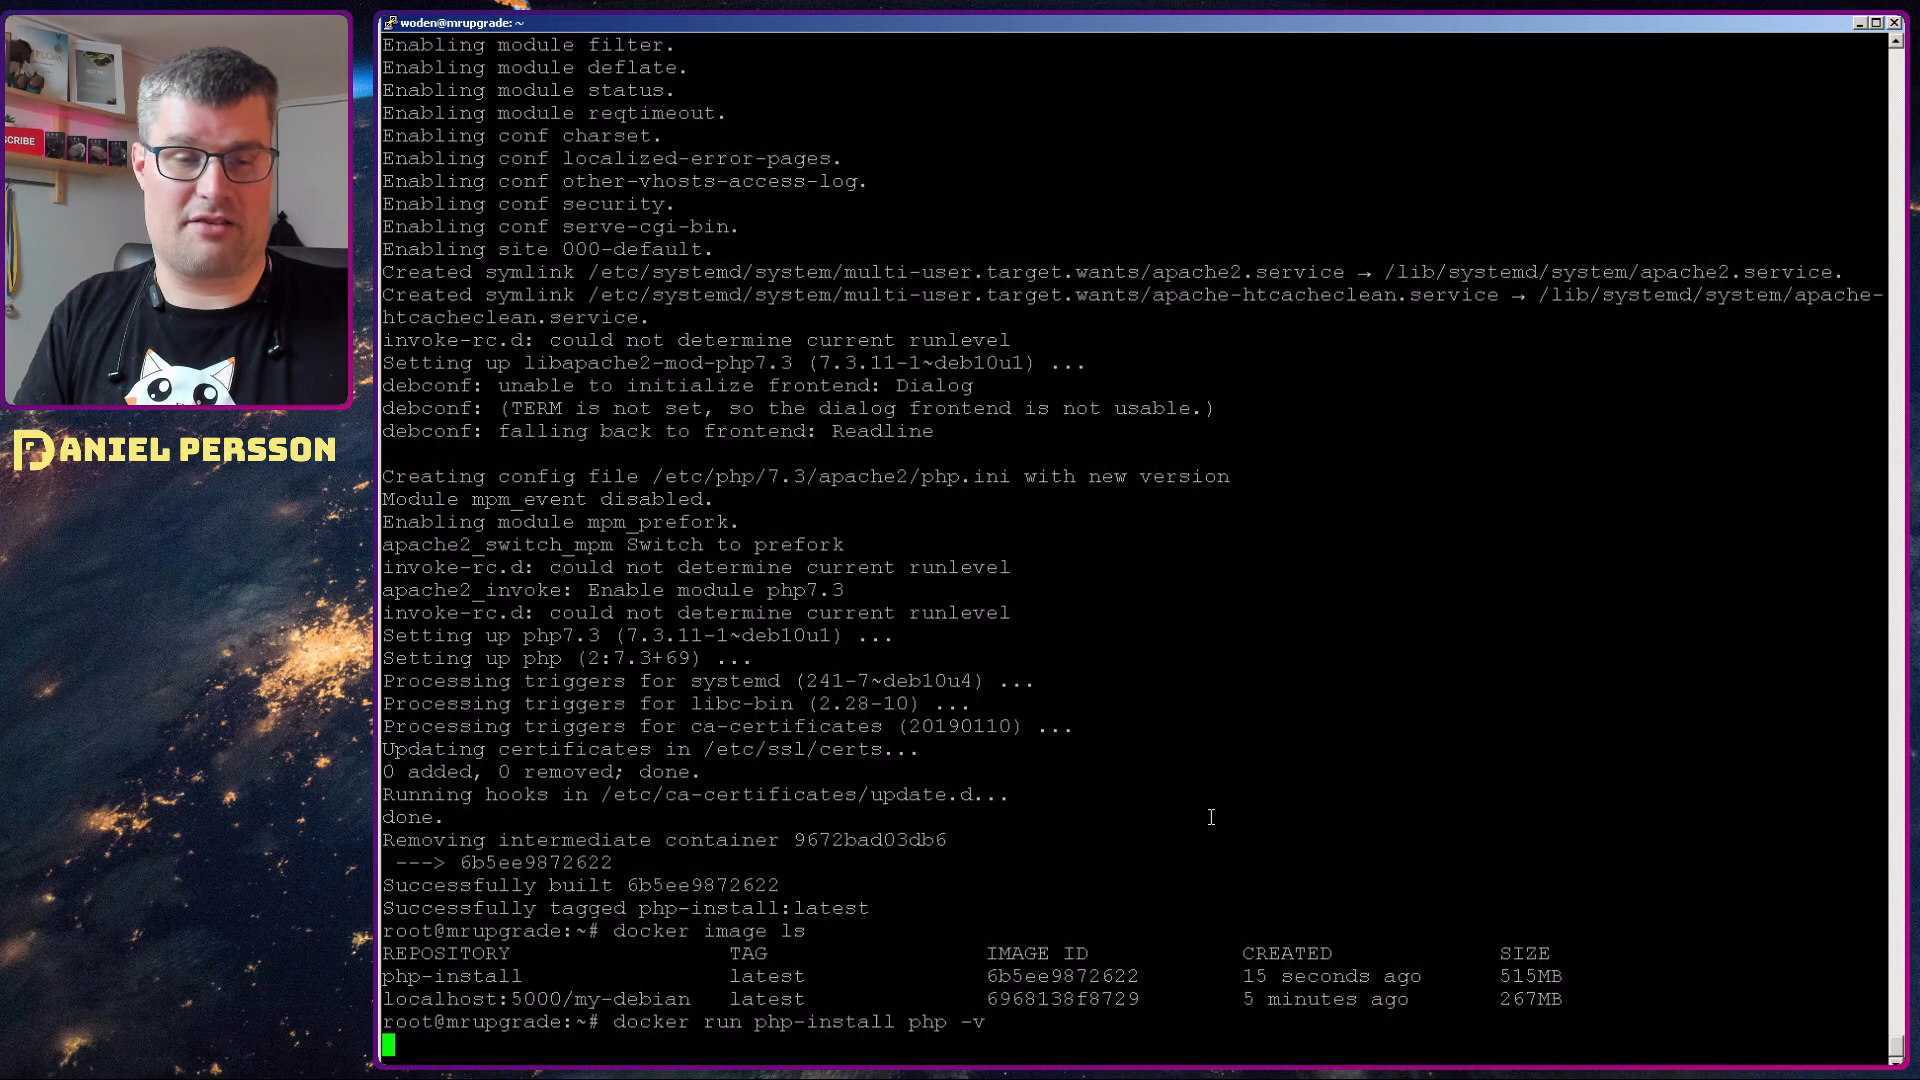 woden@mrupgrade: ~
Enabling module filter.
Enabling module deflate.
Enabling module status.
Enabling module reqtimeout.
Enabling conf charset.
Enabling conf localized-error-pages.
Enabling conf other-vhosts-access-log.
Enabling conf security.
Enabling conf serve-cgi-bin.
Enabling site 000-default.
Created symlink /etc/systemd/system/multi-user.target.wants/apache2.service → /lib/systemd/system/apache2.service.
Created symlink /etc/systemd/system/multi-user.target.wants/apache-htcacheclean.service → /lib/systemd/system/apache-
htcacheclean.service.
invoke-rc.d: could not determine current runlevel
Setting up libapache2-mod-php7.3 (7.3.11-1~deb10u1) ...
debconf: unable to initialize frontend: Dialog
debconf: (TERM is not set, so the dialog frontend is not usable.)
debconf: falling back to frontend: Readline
Creating config file /etc/php/7.3/apache2/php.ini with new version
Module mpm_event disabled.
Enabling module mpm_prefork.
apache2_switch_mpm Switch to prefork
invoke-rc.d: could not determine current runlevel
apache2_invoke: Enable module php7.3
invoke-rc.d: could not determine current runlevel
Setting up php7.3 (7.3.11-1~deb10u1) ...
Setting up php (2:7.3+69) ...
Processing triggers for systemd (241-7~deb10u4) ...
Processing triggers for libc-bin (2.28-10) ...
Processing triggers for ca-certificates (20190110) ...
Updating certificates in /etc/ssl/certs...
0 added, 0 removed; done.
Running hooks in /etc/ca-certificates/update.d...
done.
Removing intermediate container 9672bad03db6
 ---> 6b5ee9872622
Successfully built 6b5ee9872622
Successfully tagged php-install:latest
root@mrupgrade:~# docker image ls
REPOSITORY TAG IMAGE ID CREATED SIZE
php-install latest 6b5ee9872622 15 seconds ago 515MB
localhost:5000/my-debian latest 6968138f8729 5 minutes ago 267MB
root@mrupgrade:~# docker run php-install php -v
SCRIBE
DANIEL PERSSON